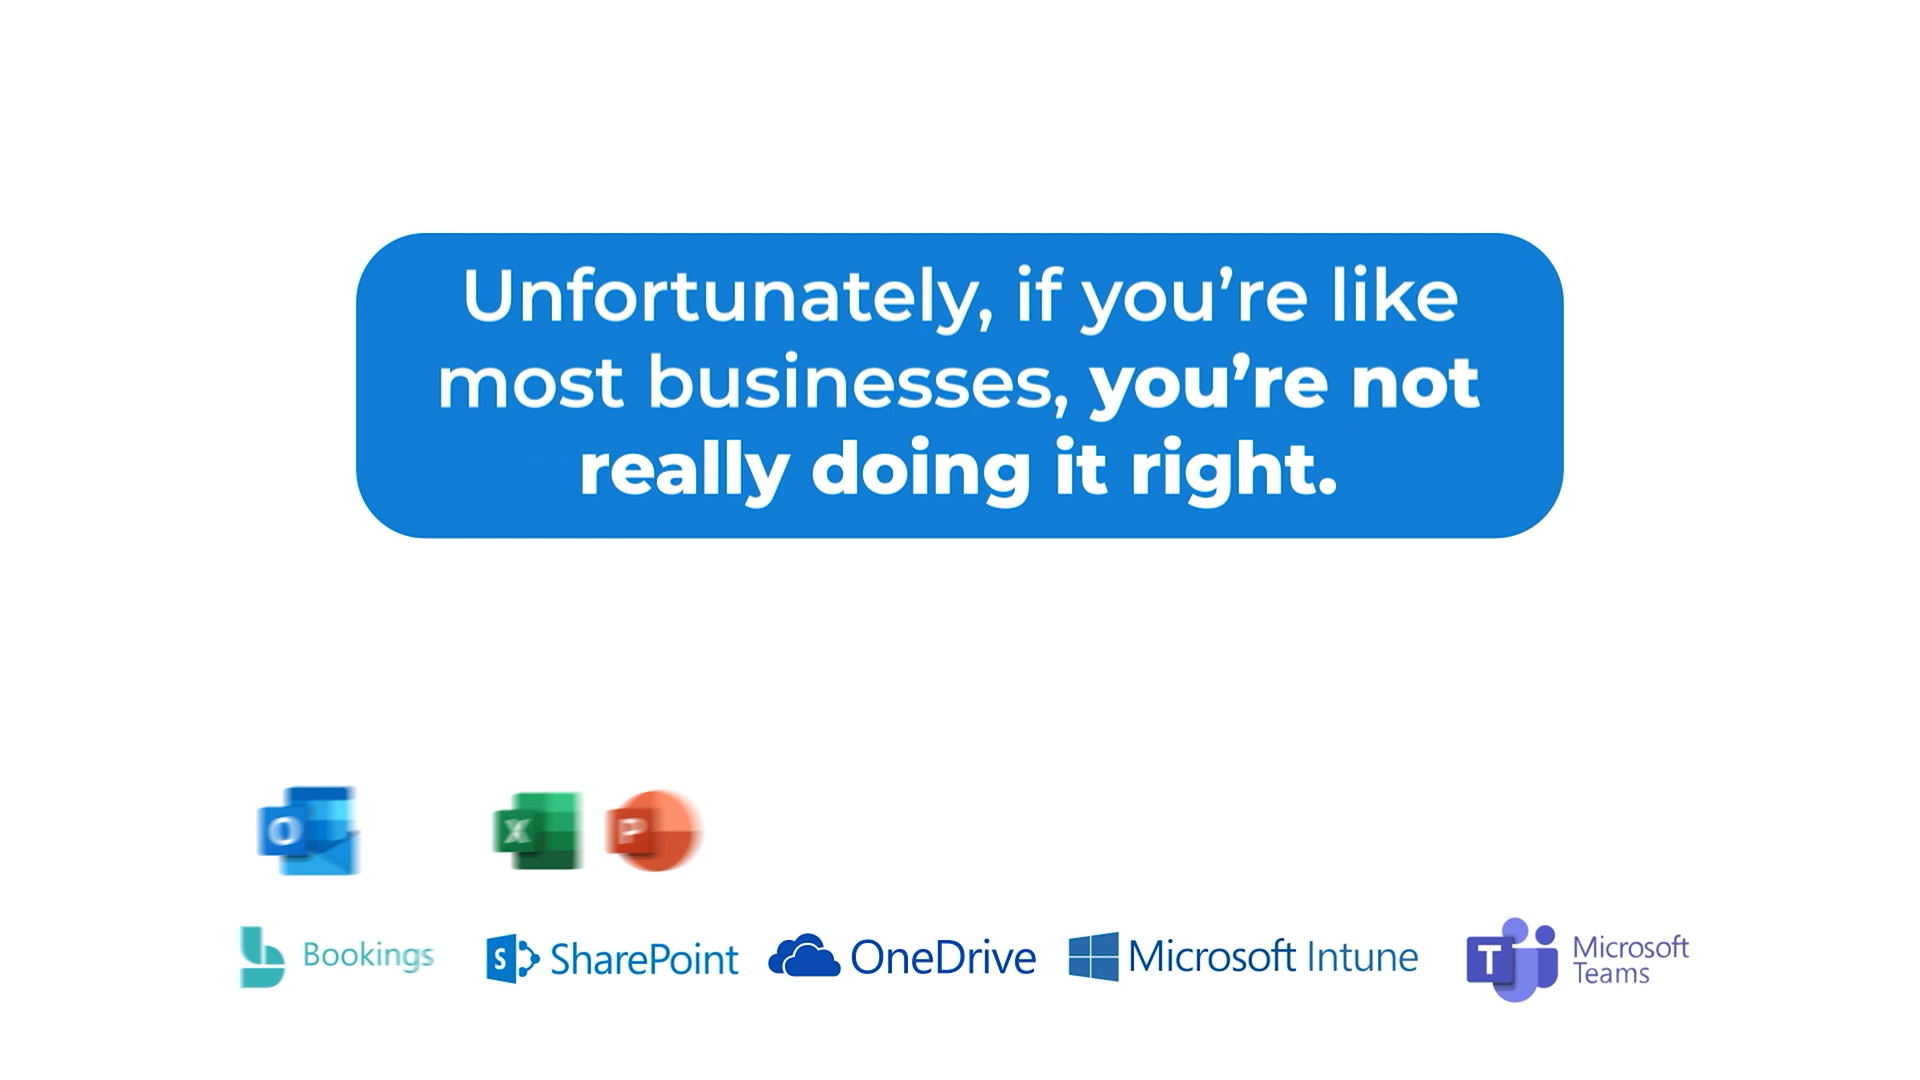 Unfortunately, if you’re like
most businesses, you’re not
really doing it right.
O X P
Bookings S SharePoint OneDrive Microsoft Intune T Microsoft
Teams